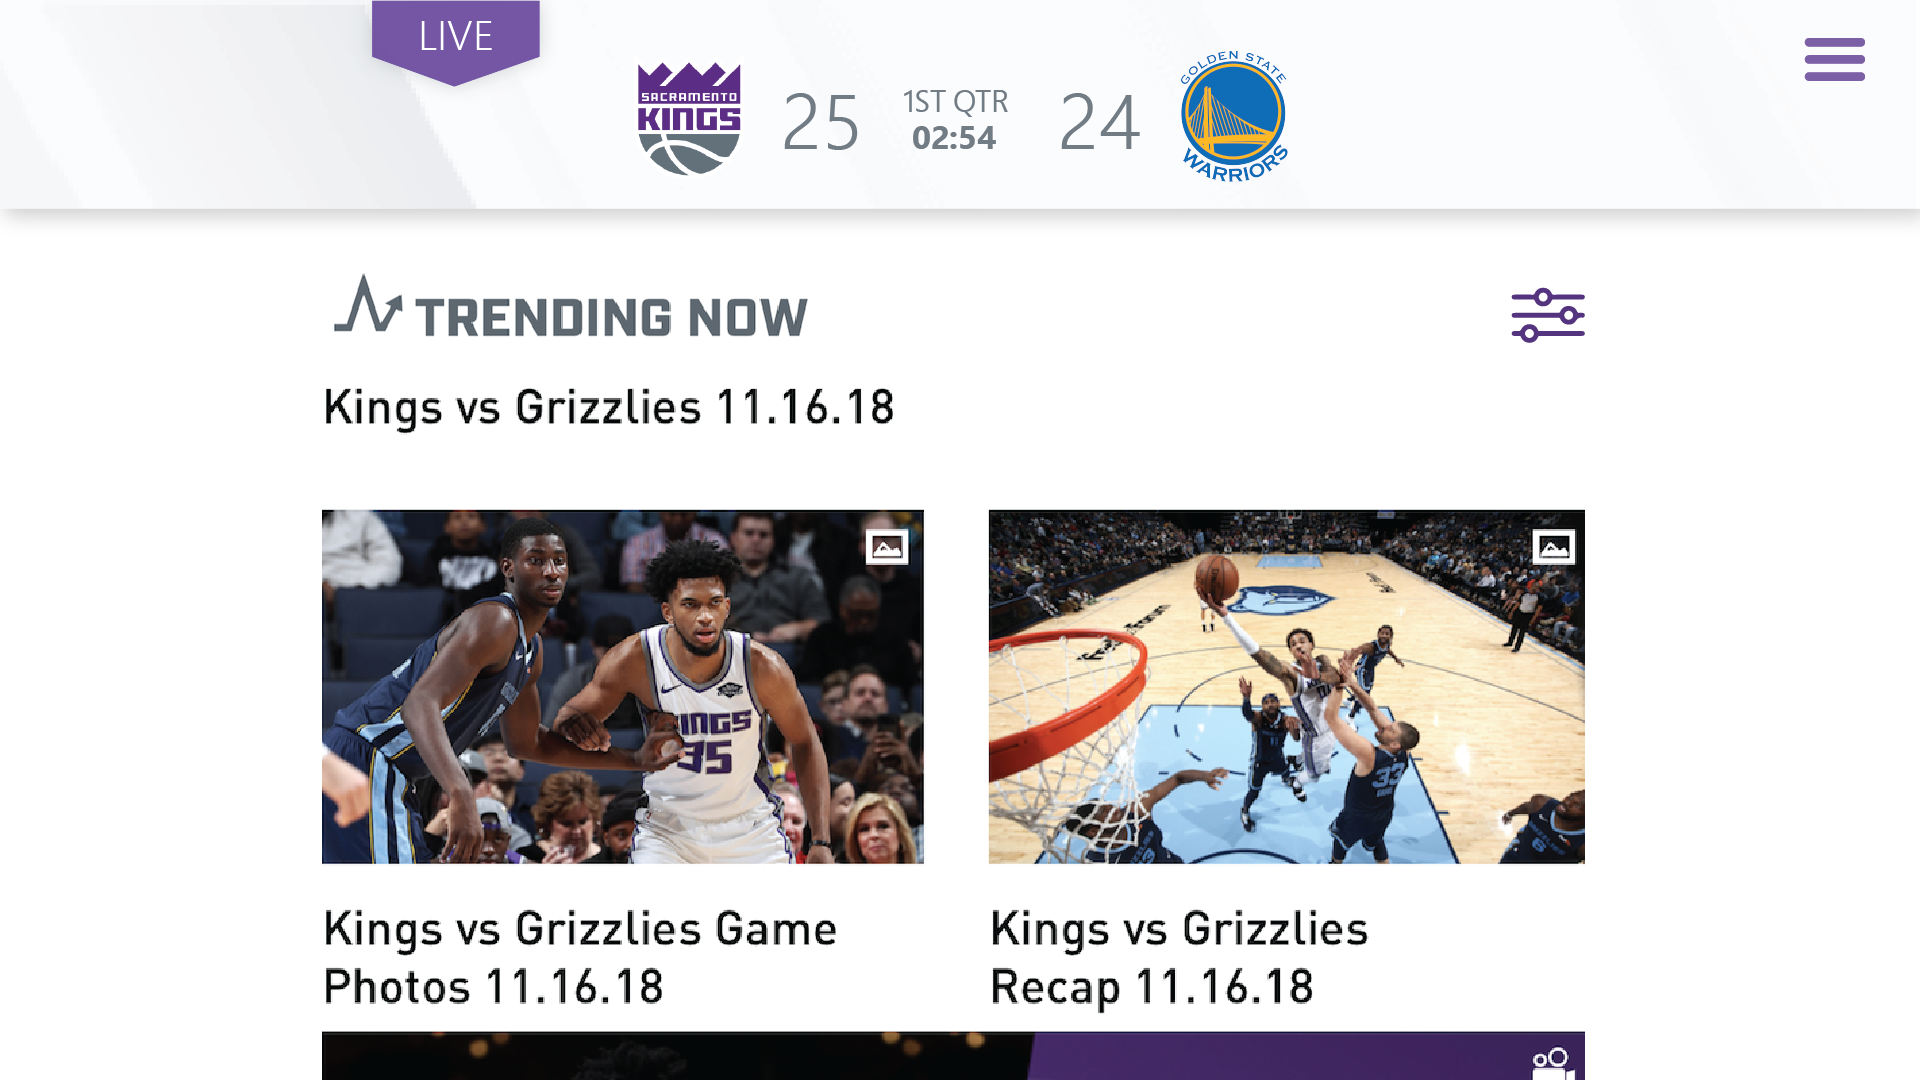 LIVE
SACRAMENTO
KINGS
25
1ST QTR
02:54
24
GOLDEN STATE
WARRIORS
TRENDING NOW
Kings vs Grizzlies 11.16.18
KINGS
35
33
Kings vs Grizzlies Game
Photos 11.16.18
Kings vs Grizzlies
Recap 11.16.18